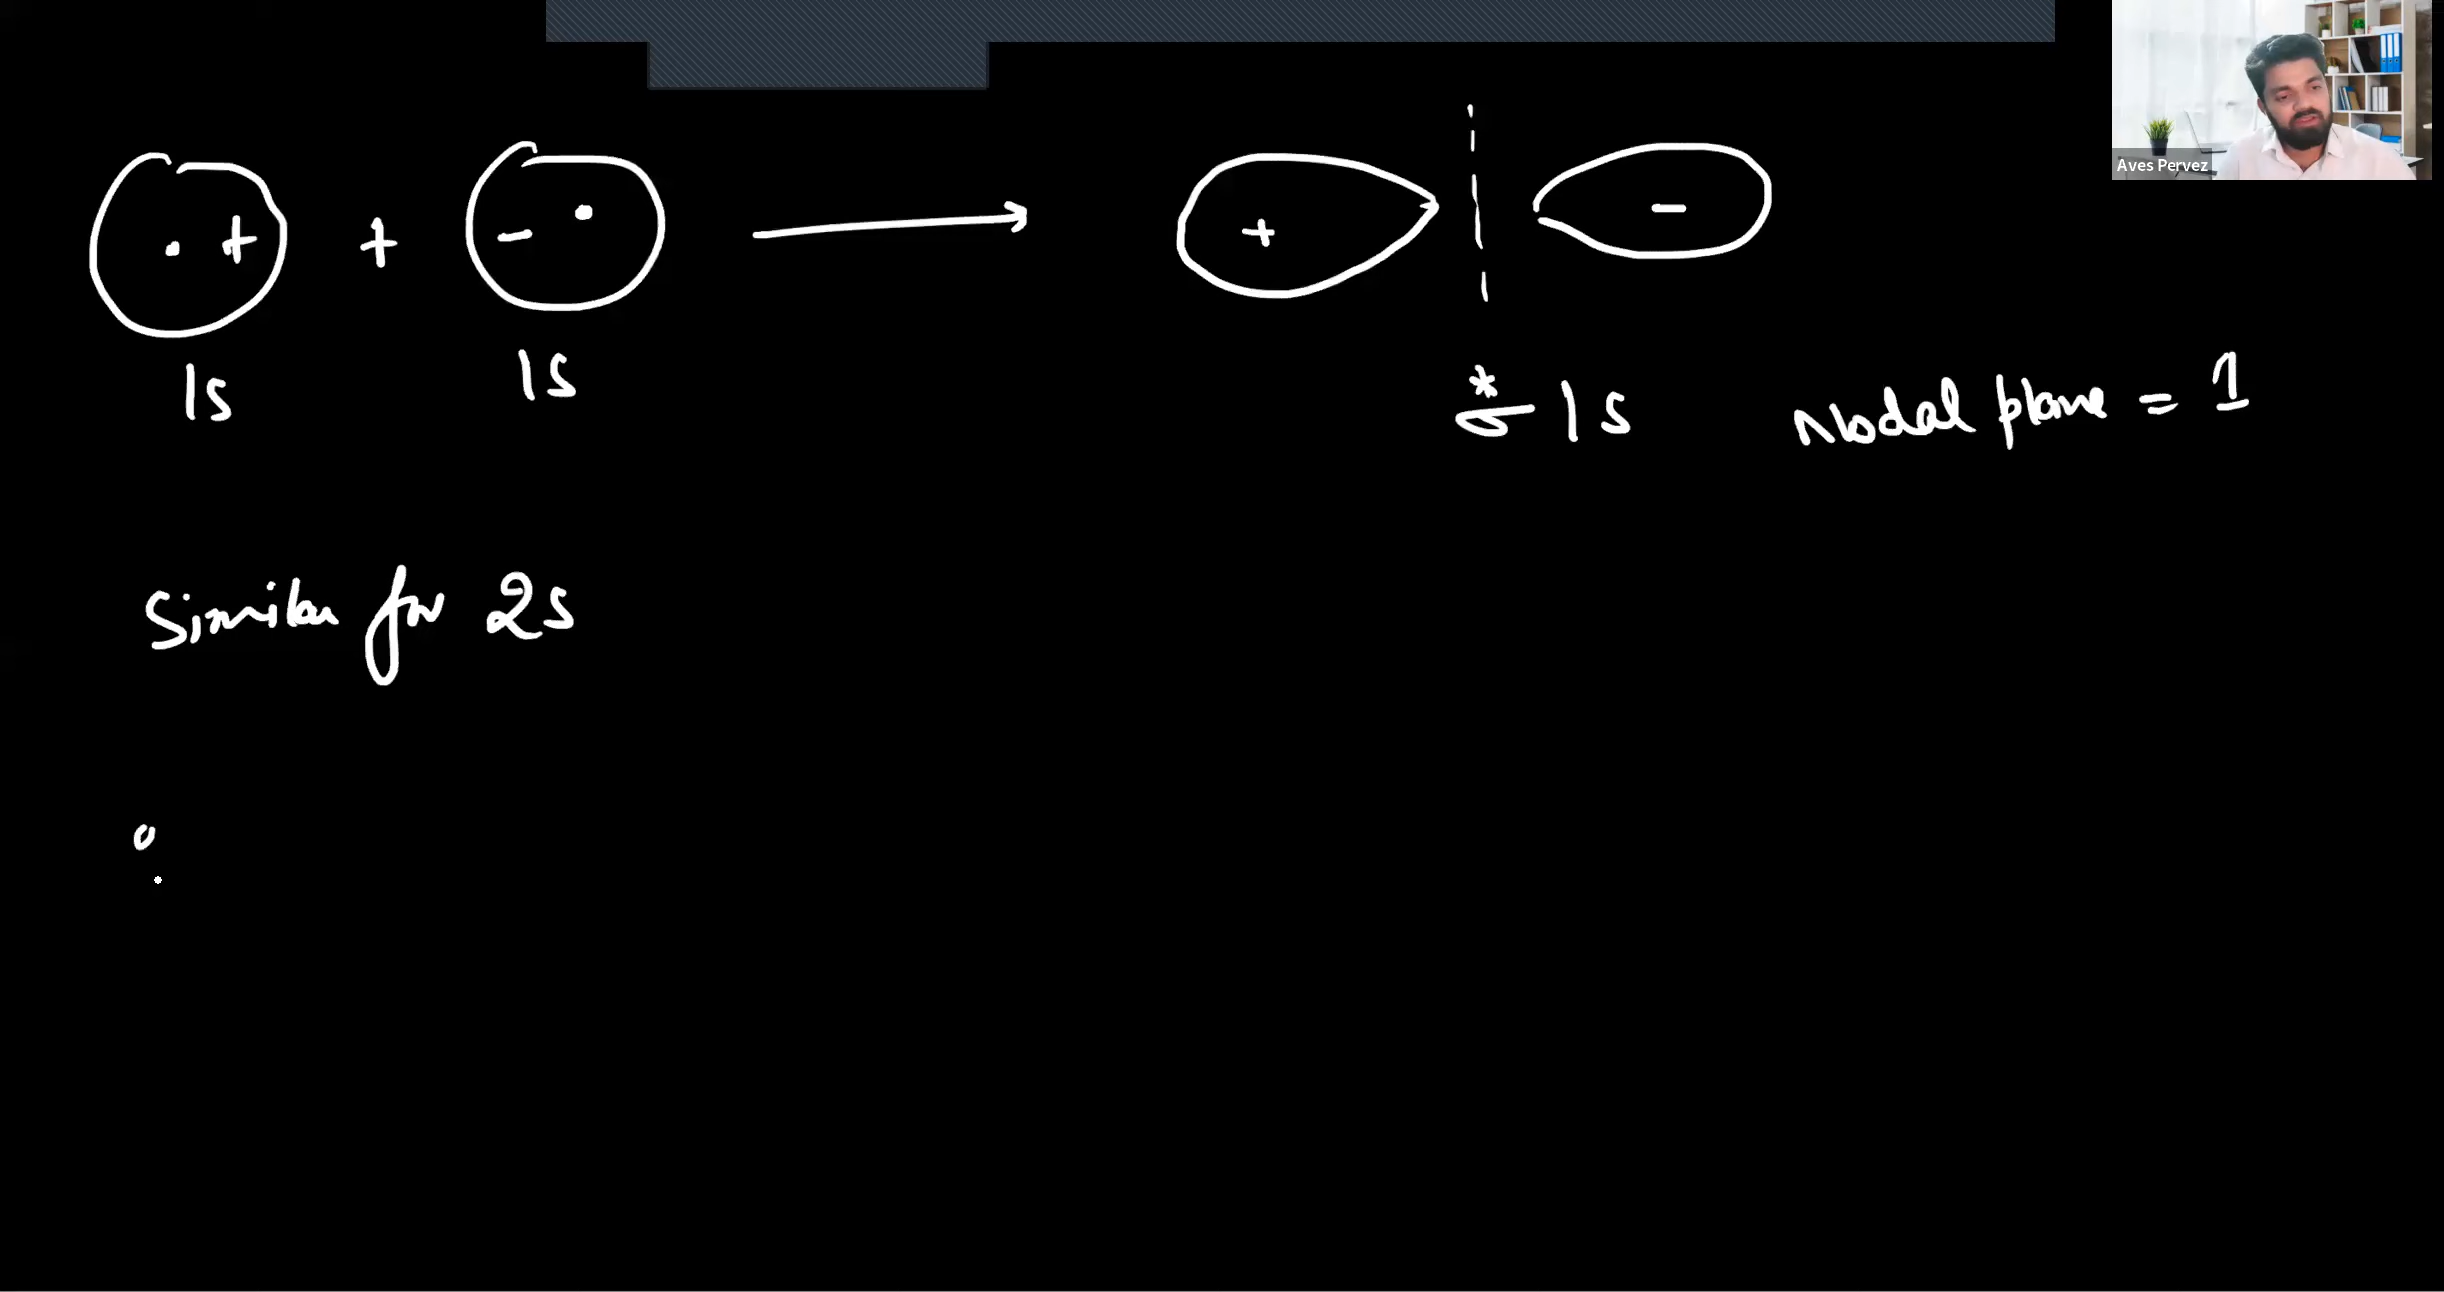 Aves Pervez
+ + - → + -
1s 1s
σ* 1s Nodal plane = 1
Similar for 2s